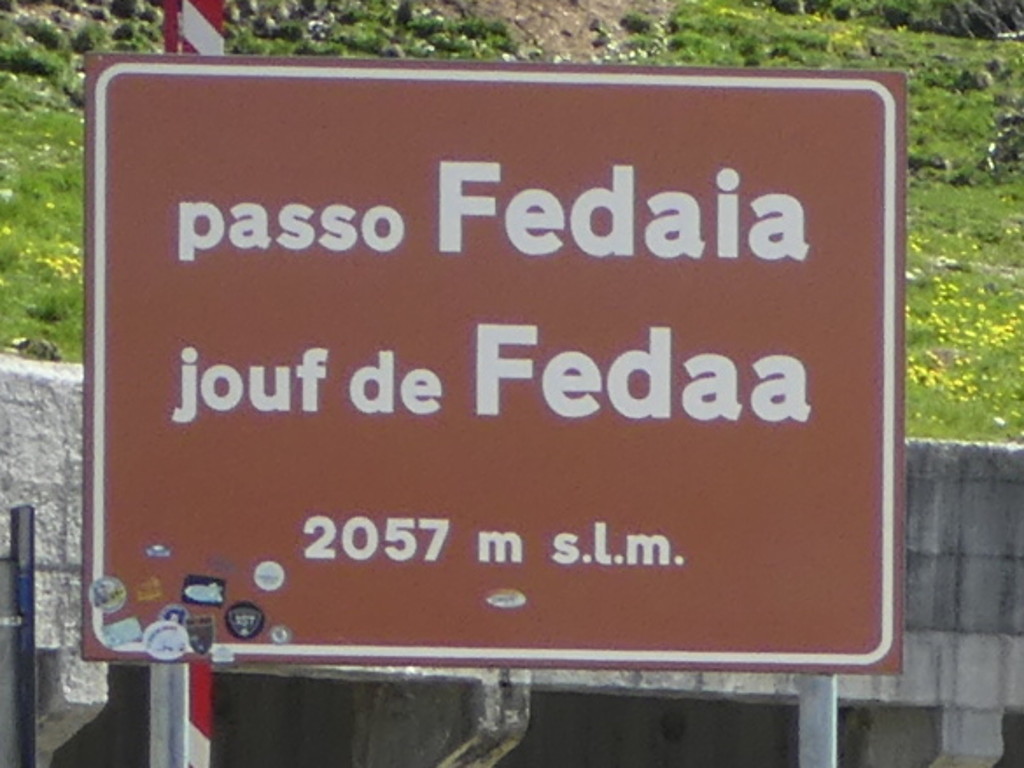 passo Fedaia
jouf de Fedaa
2057 m s.l.m.